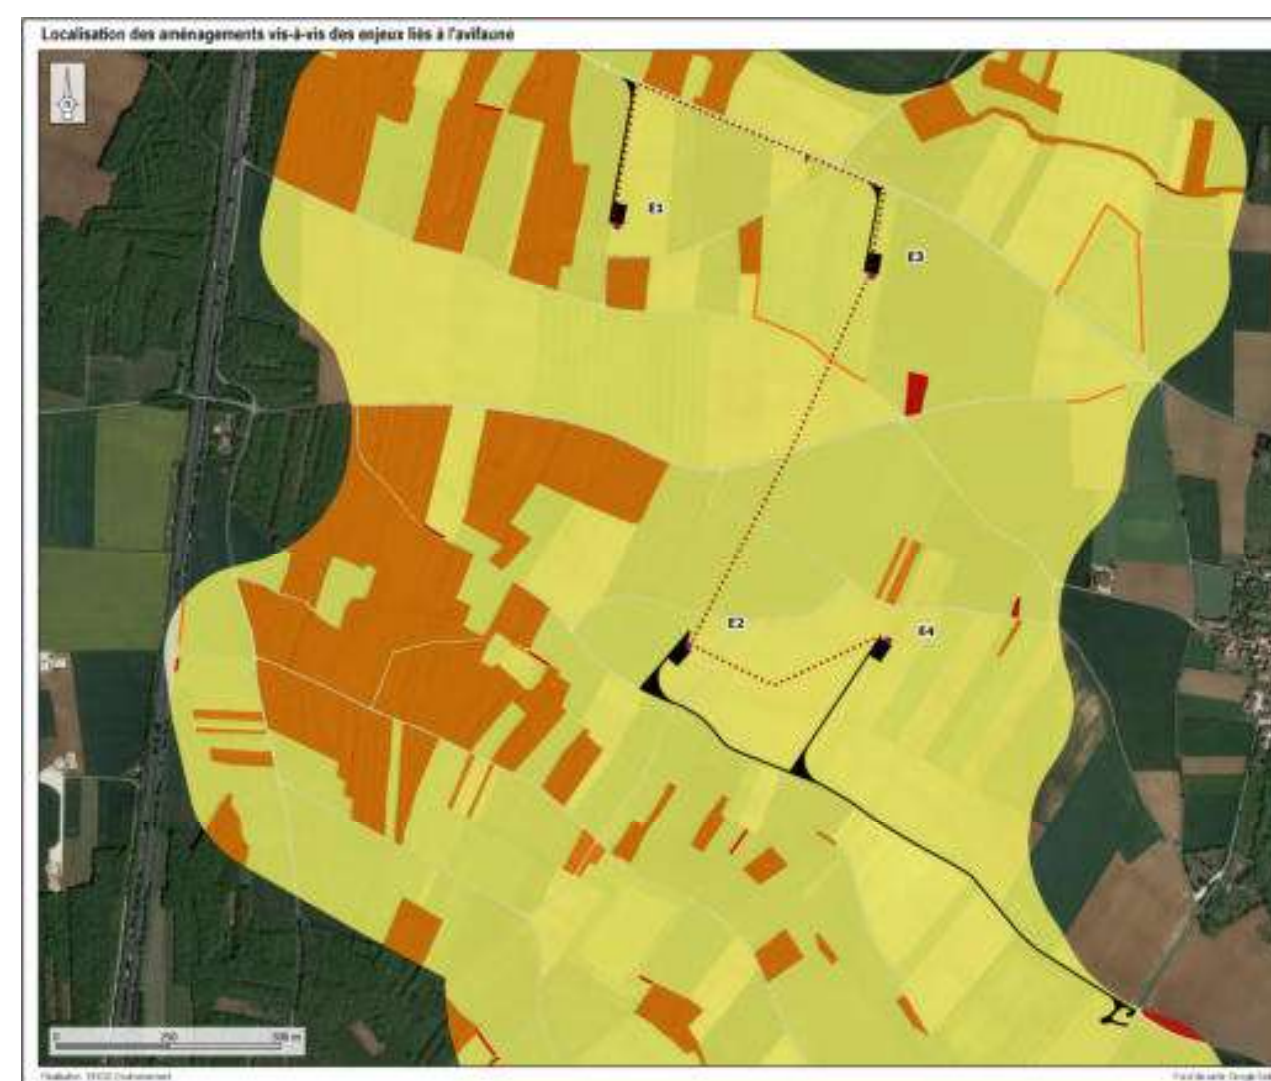 Localisation des aménagements vis-à-vis des enjeux liés à l'avifaune
N
E1
E3
E2
E4
0 250 500 m